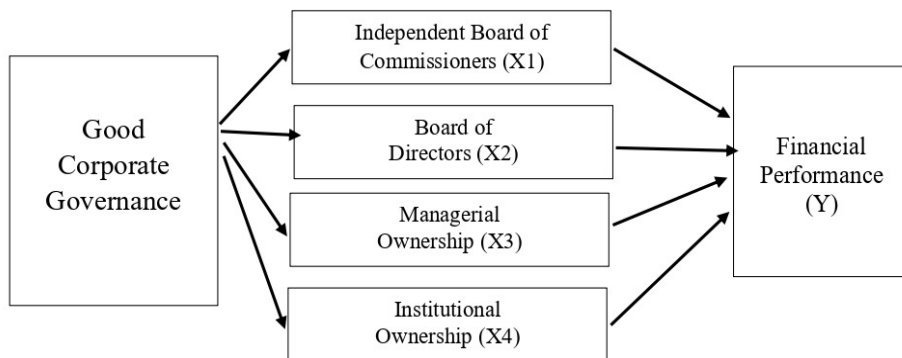 Good
Corporate
Governance
Independent Board of
Commissioners (X1)
Board of
Directors (X2)
Managerial
Ownership (X3)
Institutional
Ownership (X4)
Financial
Performance
(Y)